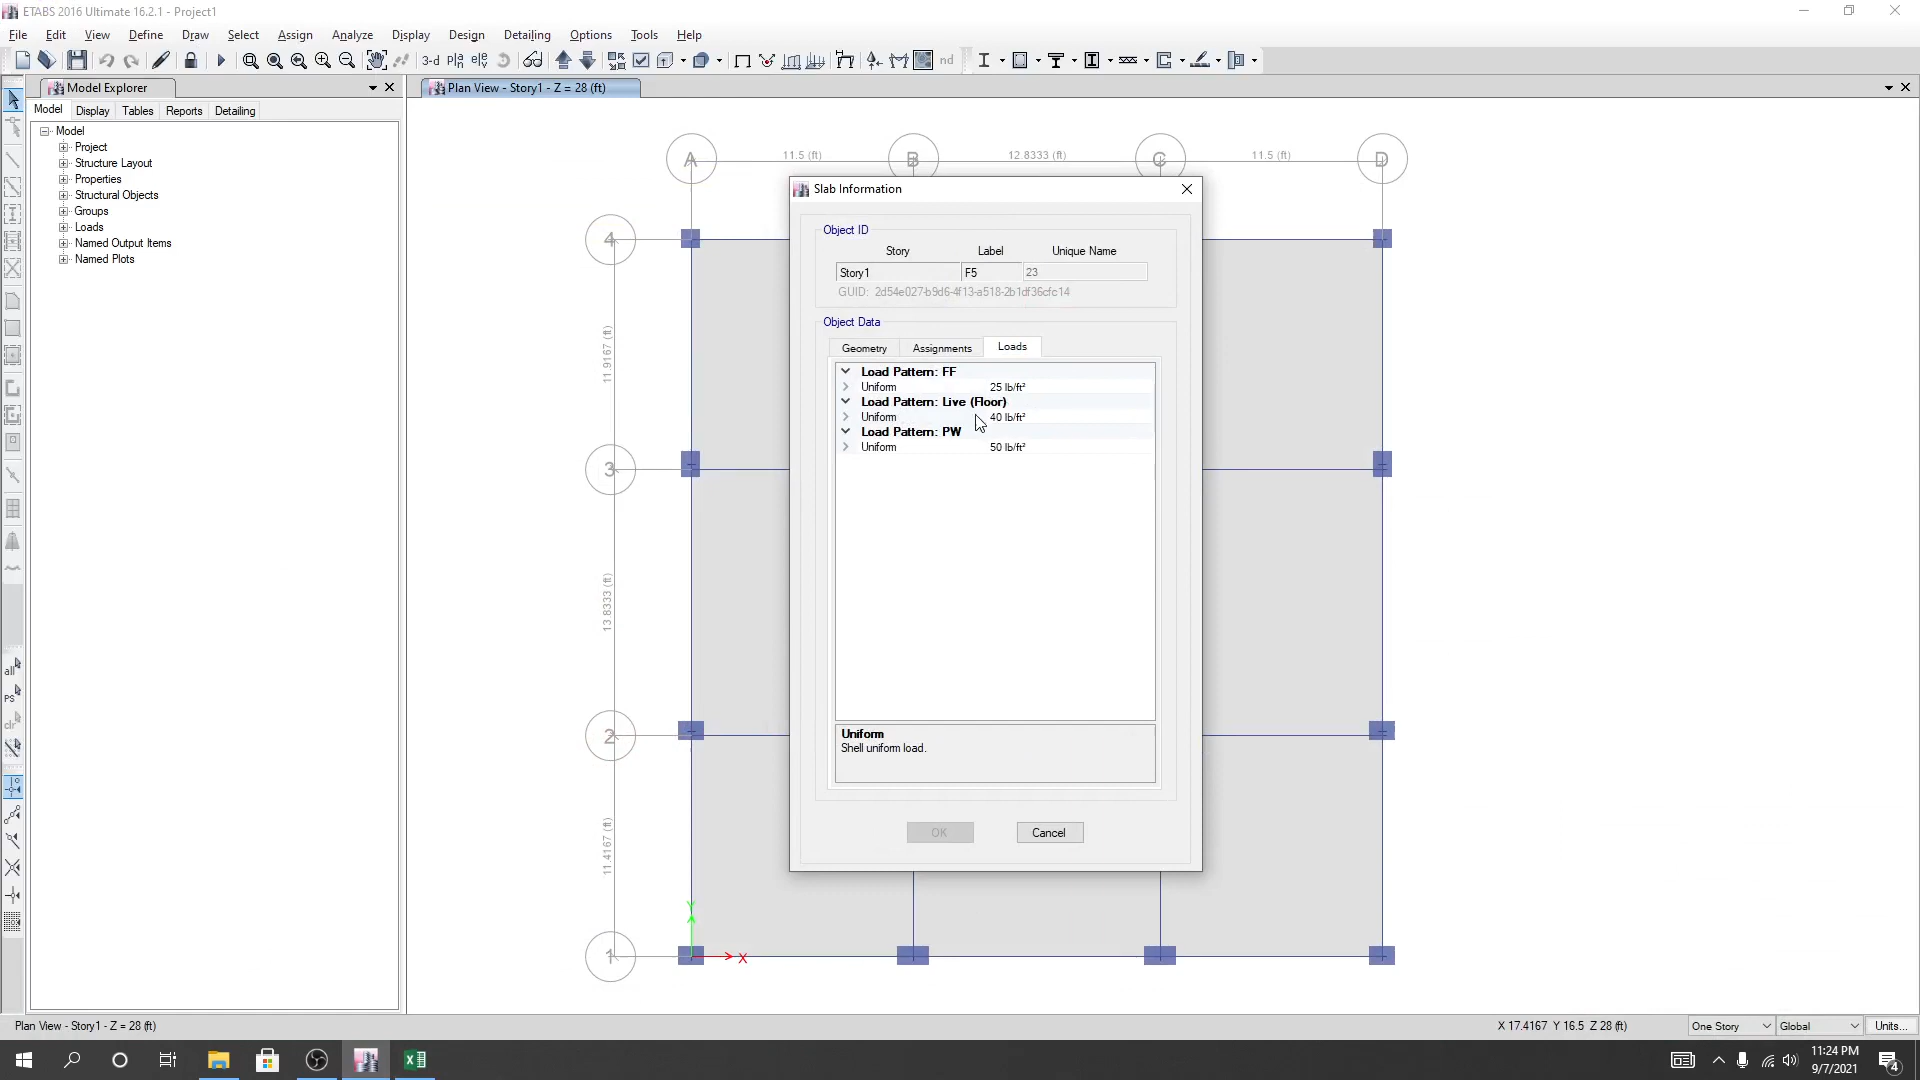 ETABS 2016 Ultimate 16.2.1 - Project1
File Edit View Define Draw Select Assign Analyze Display Design Detailing Options Tools Help
3-d nd
Model Explorer
Plan View - Story1 - Z = 28 (ft)
Model Display Tables Reports Detailing
Model
Project
Structure Layout
Properties
Structural Objects
Groups
Loads
Named Output Items
Named Plots
all
PS
clr
A 11.5 (ft) B 12.8333 (ft) C 11.5 (ft) D
4
11.9167 (ft)
3
13.8333 (ft)
2
11.4167 (ft)
1
Y
X
Slab Information
Object ID
Story Label Unique Name
Story1 F5 23
GUID: 2d54e027-b9d6-4f13-a518-2b1df36cfc14
Object Data
Geometry Assignments Loads
Load Pattern: FF
Uniform 25 lb/ft²
Load Pattern: Live (Floor)
Uniform 40 lb/ft²
Load Pattern: PW
Uniform 50 lb/ft²
Uniform
Shell uniform load.
OK Cancel
Plan View - Story1 - Z = 28 (ft) X 17.4167 Y 16.5 Z 28 (ft) One Story Global Units...
11:24 PM
9/7/2021
4